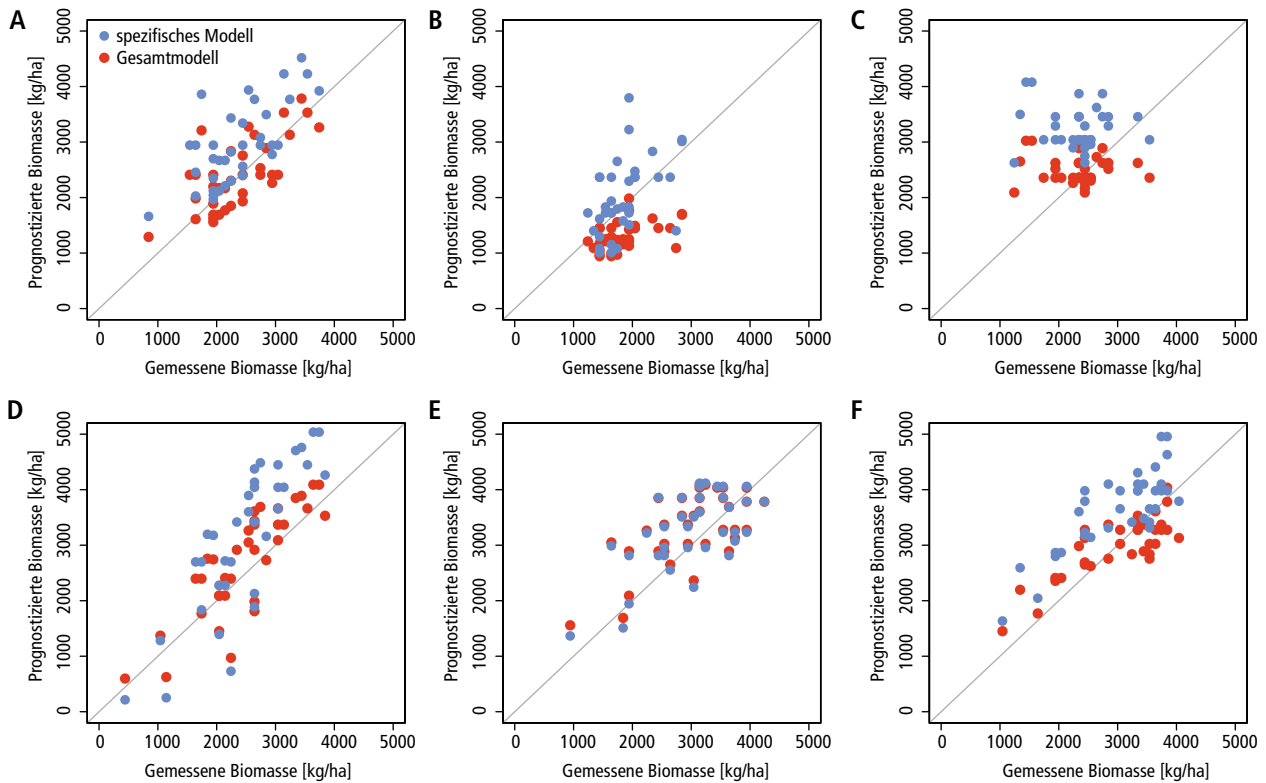 A
spezifisches Modell
Gesamtmodell
Prognostizierte Biomasse [kg/ha]
0 1000 2000 3000 4000 5000
0 1000 2000 3000 4000 5000
Gemessene Biomasse [kg/ha]
B
Prognostizierte Biomasse [kg/ha]
0 1000 2000 3000 4000 5000
0 1000 2000 3000 4000 5000
Gemessene Biomasse [kg/ha]
C
Prognostizierte Biomasse [kg/ha]
0 1000 2000 3000 4000 5000
0 1000 2000 3000 4000 5000
Gemessene Biomasse [kg/ha]
D
Prognostizierte Biomasse [kg/ha]
0 1000 2000 3000 4000 5000
0 1000 2000 3000 4000 5000
Gemessene Biomasse [kg/ha]
E
Prognostizierte Biomasse [kg/ha]
0 1000 2000 3000 4000 5000
0 1000 2000 3000 4000 5000
Gemessene Biomasse [kg/ha]
F
Prognostizierte Biomasse [kg/ha]
0 1000 2000 3000 4000 5000
0 1000 2000 3000 4000 5000
Gemessene Biomasse [kg/ha]